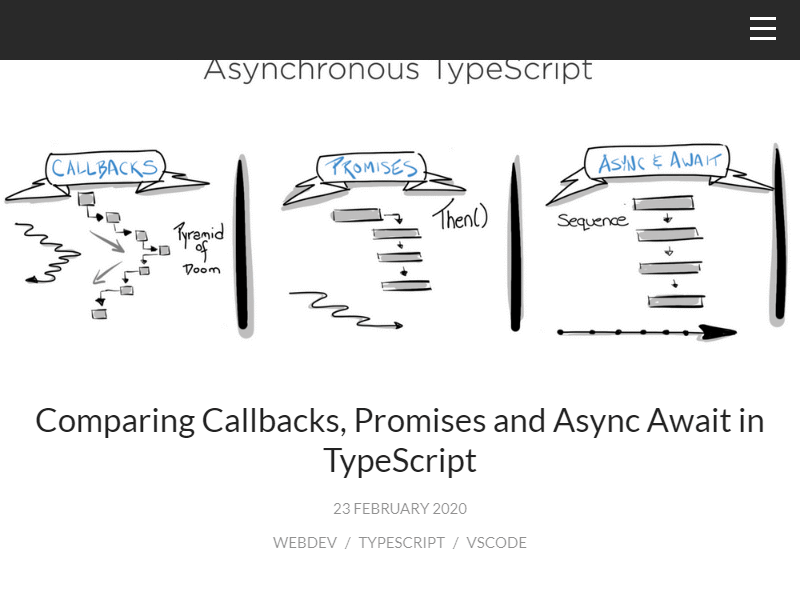 Asynchronous TypeScript
CALLBACKS
PROMISES
ASYNC & AWAIT
Pyramid
of
Doom
Then()
Sequence
Comparing Callbacks, Promises and Async Await in
TypeScript
23 FEBRUARY 2020
WEBDEV / TYPESCRIPT / VSCODE